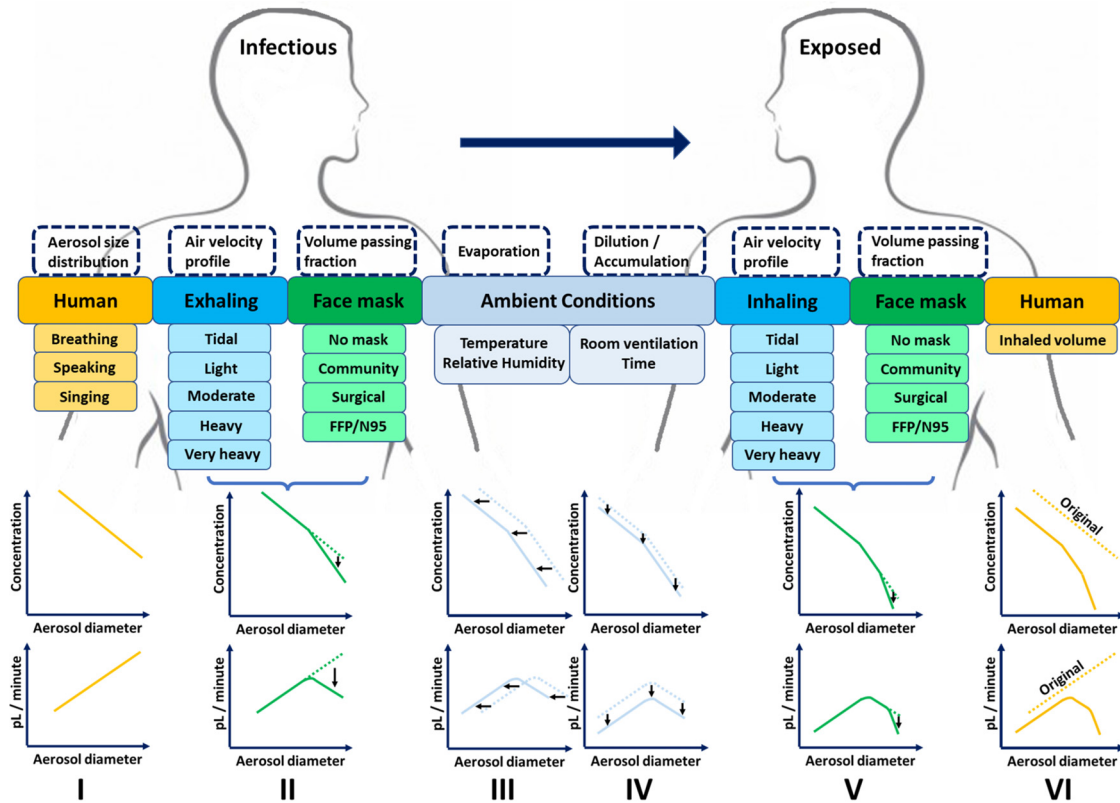 Infectious
Exposed
Aerosol size
distribution
Air velocity
profile
Volume passing
fraction
Evaporation
Dilution /
Accumulation
Air velocity
profile
Volume passing
fraction
Human
Exhaling
Face mask
Ambient Conditions
Inhaling
Face mask
Human
Breathing
Speaking
Singing
Tidal
Light
Moderate
Heavy
Very heavy
No mask
Community
Surgical
FFP/N95
Temperature
Relative Humidity
Room ventilation
Time
Tidal
Light
Moderate
Heavy
Very heavy
No mask
Community
Surgical
FFP/N95
Inhaled volume
Concentration
Aerosol diameter
Concentration
Aerosol diameter
Concentration
Aerosol diameter
Concentration
Aerosol diameter
Concentration
Aerosol diameter
Concentration
Original
Aerosol diameter
pL / minute
Aerosol diameter
pL / minute
Aerosol diameter
pL / minute
Aerosol diameter
pL / minute
Aerosol diameter
pL / minute
Aerosol diameter
pL / minute
Original
Aerosol diameter
I
II
III
IV
V
VI